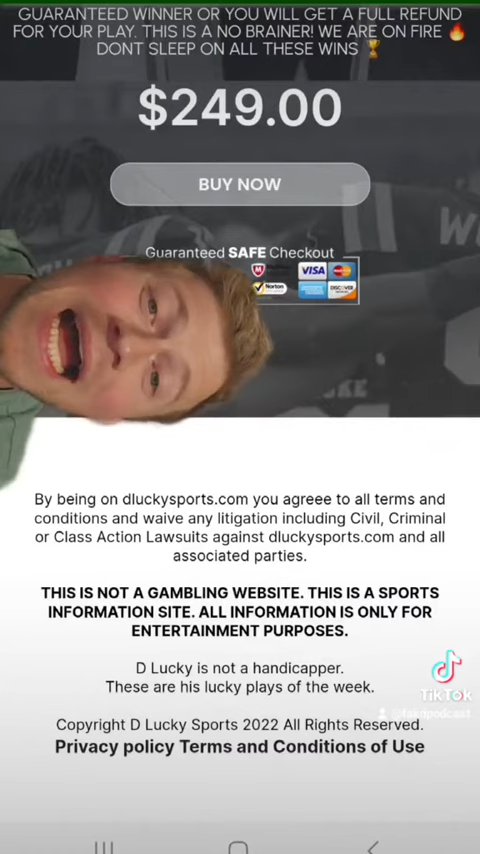 GUARANTEED WINNER OR YOU WILL GET A FULL REFUND
FOR YOUR PLAY. THIS IS A NO BRAINER! WE ARE ON FIRE 🔥
DONT SLEEP ON ALL THESE WINS 🏆
$249.00
BUY NOW
Guaranteed SAFE Checkout
VISA
Norton
DISCOVER
By being on dluckysports.com you agreee to all terms and
conditions and waive any litigation including Civil, Criminal
or Class Action Lawsuits against dluckysports.com and all
associated parties.
THIS IS NOT A GAMBLING WEBSITE. THIS IS A SPORTS
INFORMATION SITE. ALL INFORMATION IS ONLY FOR
ENTERTAINMENT PURPOSES.
D Lucky is not a handicapper.
These are his lucky plays of the week.
TikTok
Copyright D Lucky Sports 2022 All Rights Reserved.
Privacy policy Terms and Conditions of Use